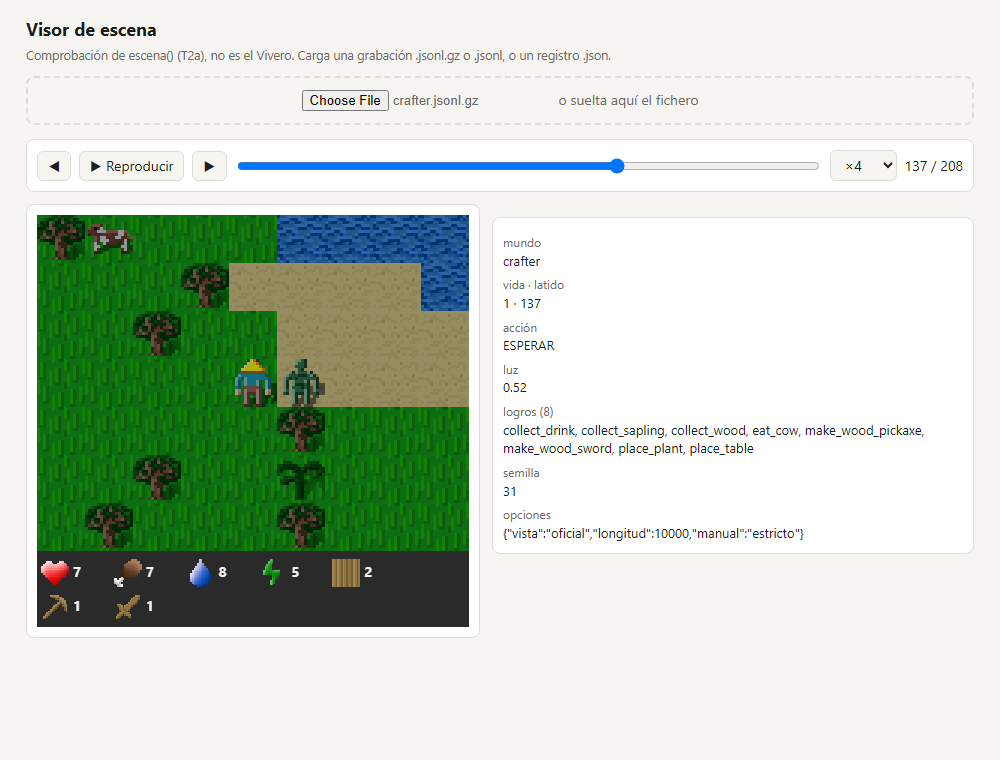 Visor de escena
Comprobación de escena() (T2a), no es el Vivero. Carga una grabación .jsonl.gz o .jsonl, o un registro .json.
Choose File crafter.jsonl.gz o suelta aquí el fichero
◀ ▶ Reproducir ▶ ×4 137 / 208
mundo
crafter
vida · latido
1 · 137
acción
ESPERAR
luz
0.52
logros (8)
collect_drink, collect_sapling, collect_wood, eat_cow, make_wood_pickaxe,
make_wood_sword, place_plant, place_table
semilla
31
opciones
{"vista":"oficial","longitud":10000,"manual":"estricto"}
7 7 8 5 2
1 1